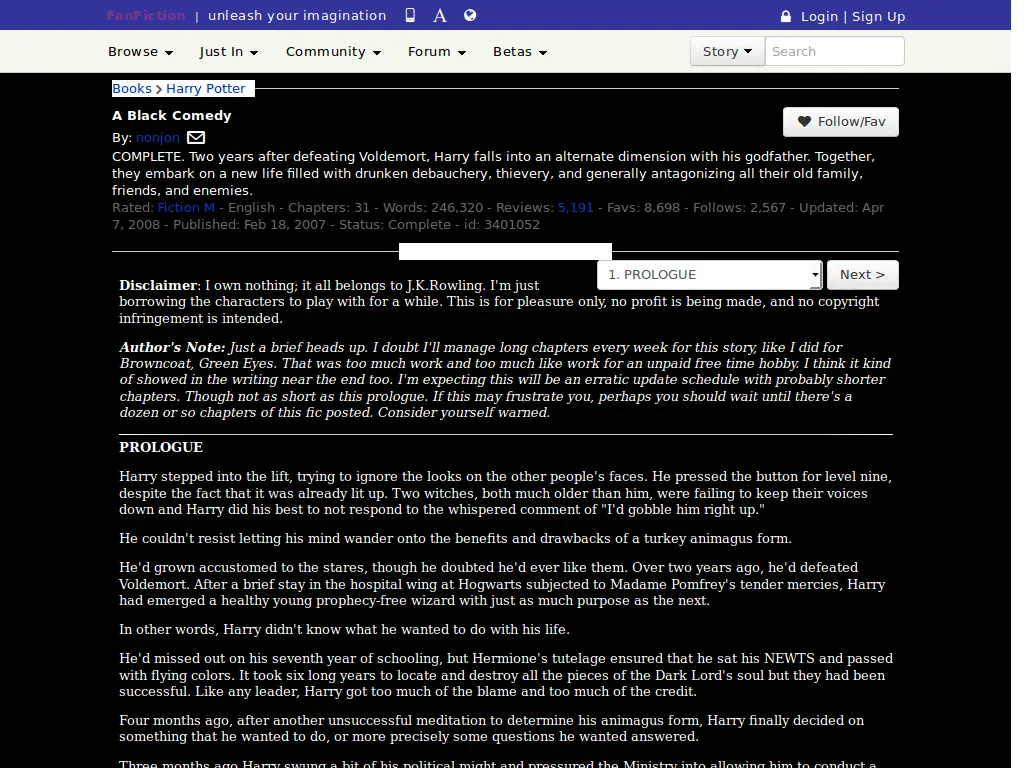 FanFiction | unleash your imagination A
Login | Sign Up
Browse Just In Community Forum Betas Story Search
Books > Harry Potter
A Black Comedy
Follow/Fav
By: nonjon
COMPLETE. Two years after defeating Voldemort, Harry falls into an alternate dimension with his godfather. Together,
they embark on a new life filled with drunken debauchery, thievery, and generally antagonizing all their old family,
friends, and enemies.
Rated: Fiction M - English - Chapters: 31 - Words: 246,320 - Reviews: 5,191 - Favs: 8,698 - Follows: 2,567 - Updated: Apr
7, 2008 - Published: Feb 18, 2007 - Status: Complete - id: 3401052
1. PROLOGUE
Next >
Disclaimer: I own nothing; it all belongs to J.K.Rowling. I'm just
borrowing the characters to play with for a while. This is for pleasure only, no profit is being made, and no copyright
infringement is intended.
Author's Note: Just a brief heads up. I doubt I'll manage long chapters every week for this story, like I did for
Browncoat, Green Eyes. That was too much work and too much like work for an unpaid free time hobby. I think it kind
of showed in the writing near the end too. I'm expecting this will be an erratic update schedule with probably shorter
chapters. Though not as short as this prologue. If this may frustrate you, perhaps you should wait until there's a
dozen or so chapters of this fic posted. Consider yourself warned.
PROLOGUE
Harry stepped into the lift, trying to ignore the looks on the other people's faces. He pressed the button for level nine,
despite the fact that it was already lit up. Two witches, both much older than him, were failing to keep their voices
down and Harry did his best to not respond to the whispered comment of "I'd gobble him right up."
He couldn't resist letting his mind wander onto the benefits and drawbacks of a turkey animagus form.
He'd grown accustomed to the stares, though he doubted he'd ever like them. Over two years ago, he'd defeated
Voldemort. After a brief stay in the hospital wing at Hogwarts subjected to Madame Pomfrey's tender mercies, Harry
had emerged a healthy young prophecy-free wizard with just as much purpose as the next.
In other words, Harry didn't know what he wanted to do with his life.
He'd missed out on his seventh year of schooling, but Hermione's tutelage ensured that he sat his NEWTS and passed
with flying colors. It took six long years to locate and destroy all the pieces of the Dark Lord's soul but they had been
successful. Like any leader, Harry got too much of the blame and too much of the credit.
Four months ago, after another unsuccessful meditation to determine his animagus form, Harry finally decided on
something that he wanted to do, or more precisely some questions he wanted answered.
Three months ago Harry swung a bit of his political might and pressured the Ministry into allowing him to conduct a